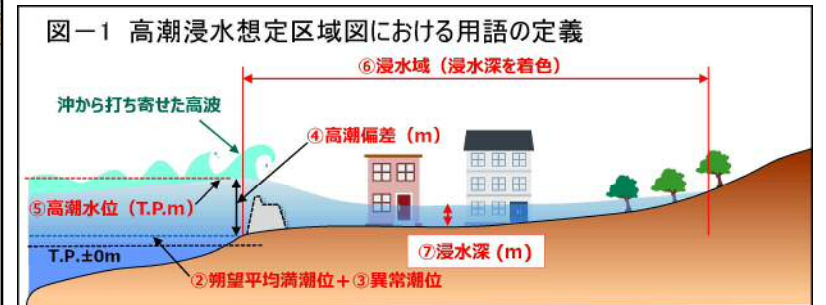 図－1 高潮浸水想定区域図における用語の定義
⑥浸水域（浸水深を着色）
沖から打ち寄せた高波
④高潮偏差（m）
⑤高潮水位（T.P.m）
⑦浸水深 (m)
T.P.±0m
②朔望平均満潮位＋③異常潮位